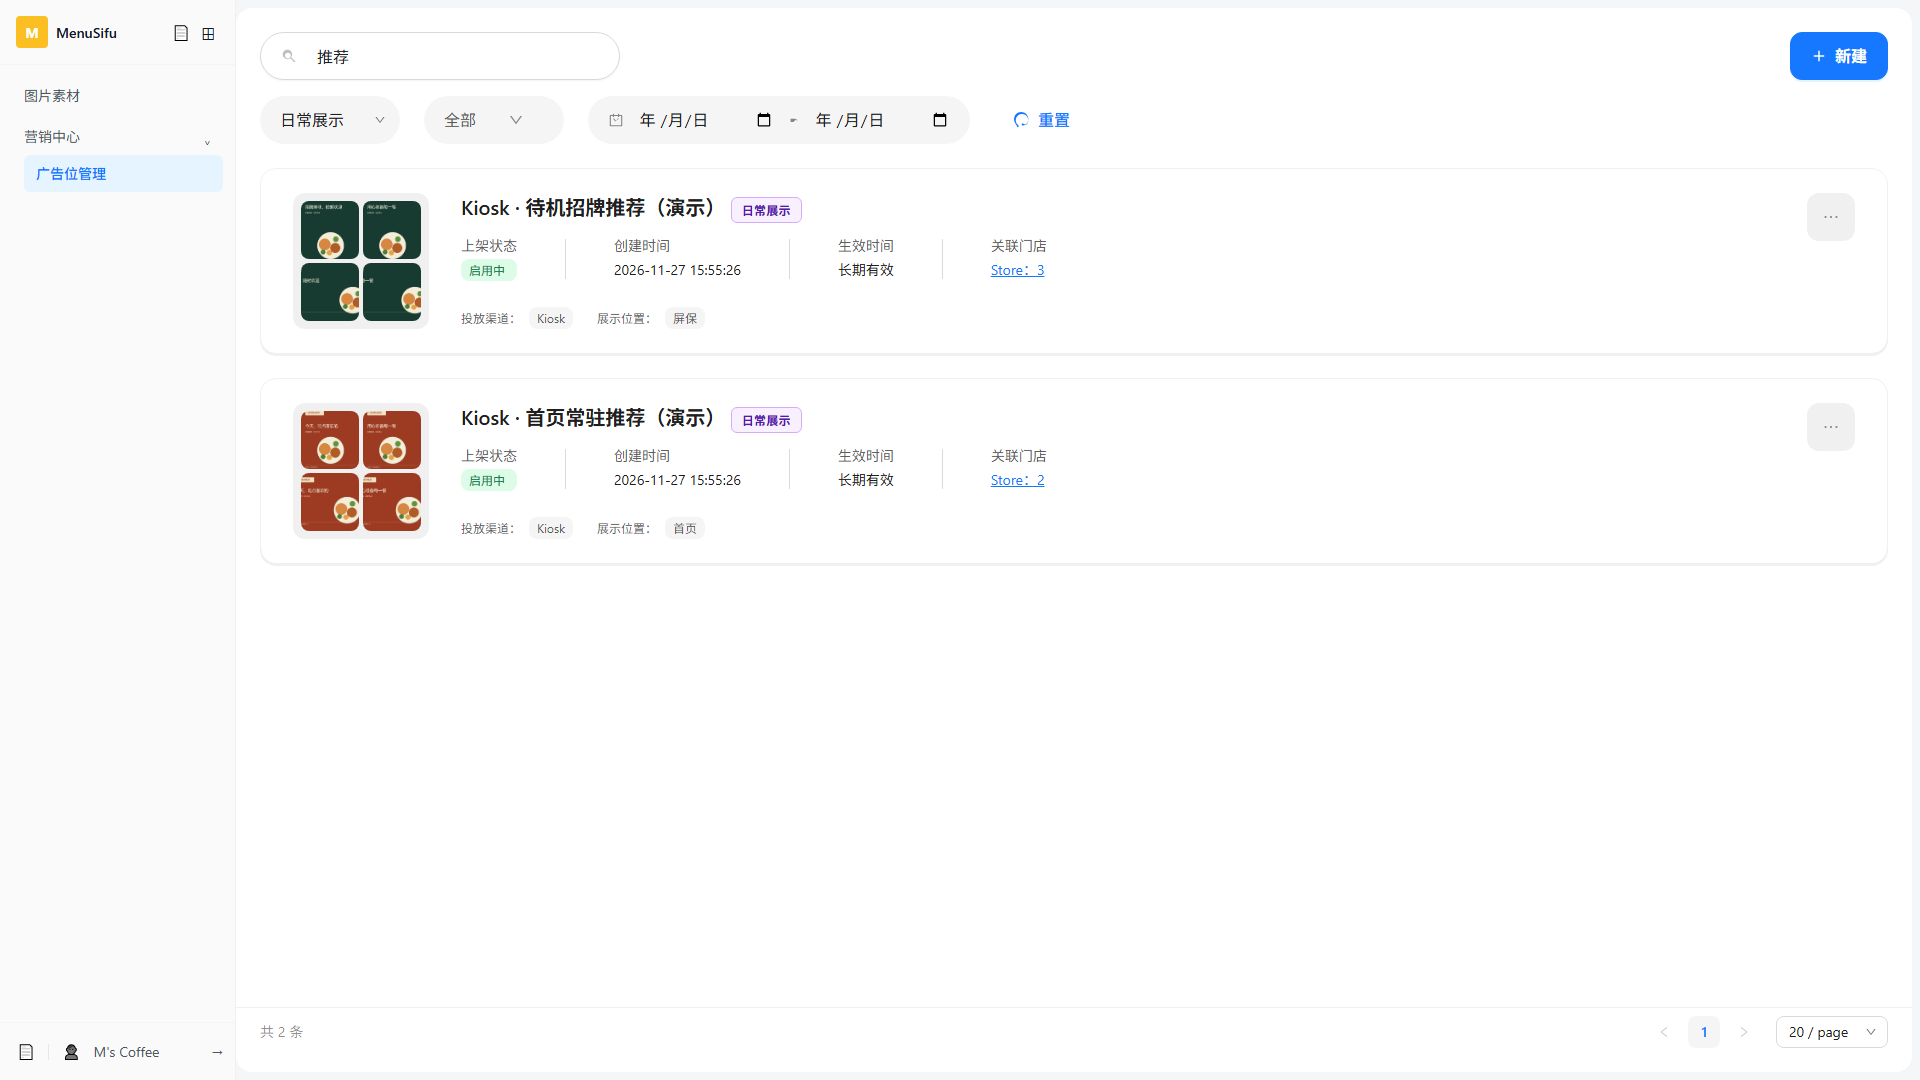 M MenuSifu
图片素材
营销中心
广告位管理
M's Coffee →
推荐
+ 新建
日常展示
全部
年 /月/日 - 年 /月/日
重置
Kiosk · 待机招牌推荐（演示） 日常展示
...
上架状态 创建时间 生效时间 关联门店
启用中 2026-11-27 15:55:26 长期有效 Store：3
投放渠道： Kiosk 展示位置： 屏保
Kiosk · 首页常驻推荐（演示） 日常展示
...
上架状态 创建时间 生效时间 关联门店
启用中 2026-11-27 15:55:26 长期有效 Store：2
投放渠道： Kiosk 展示位置： 首页
共 2 条
< 1 > 20 / page